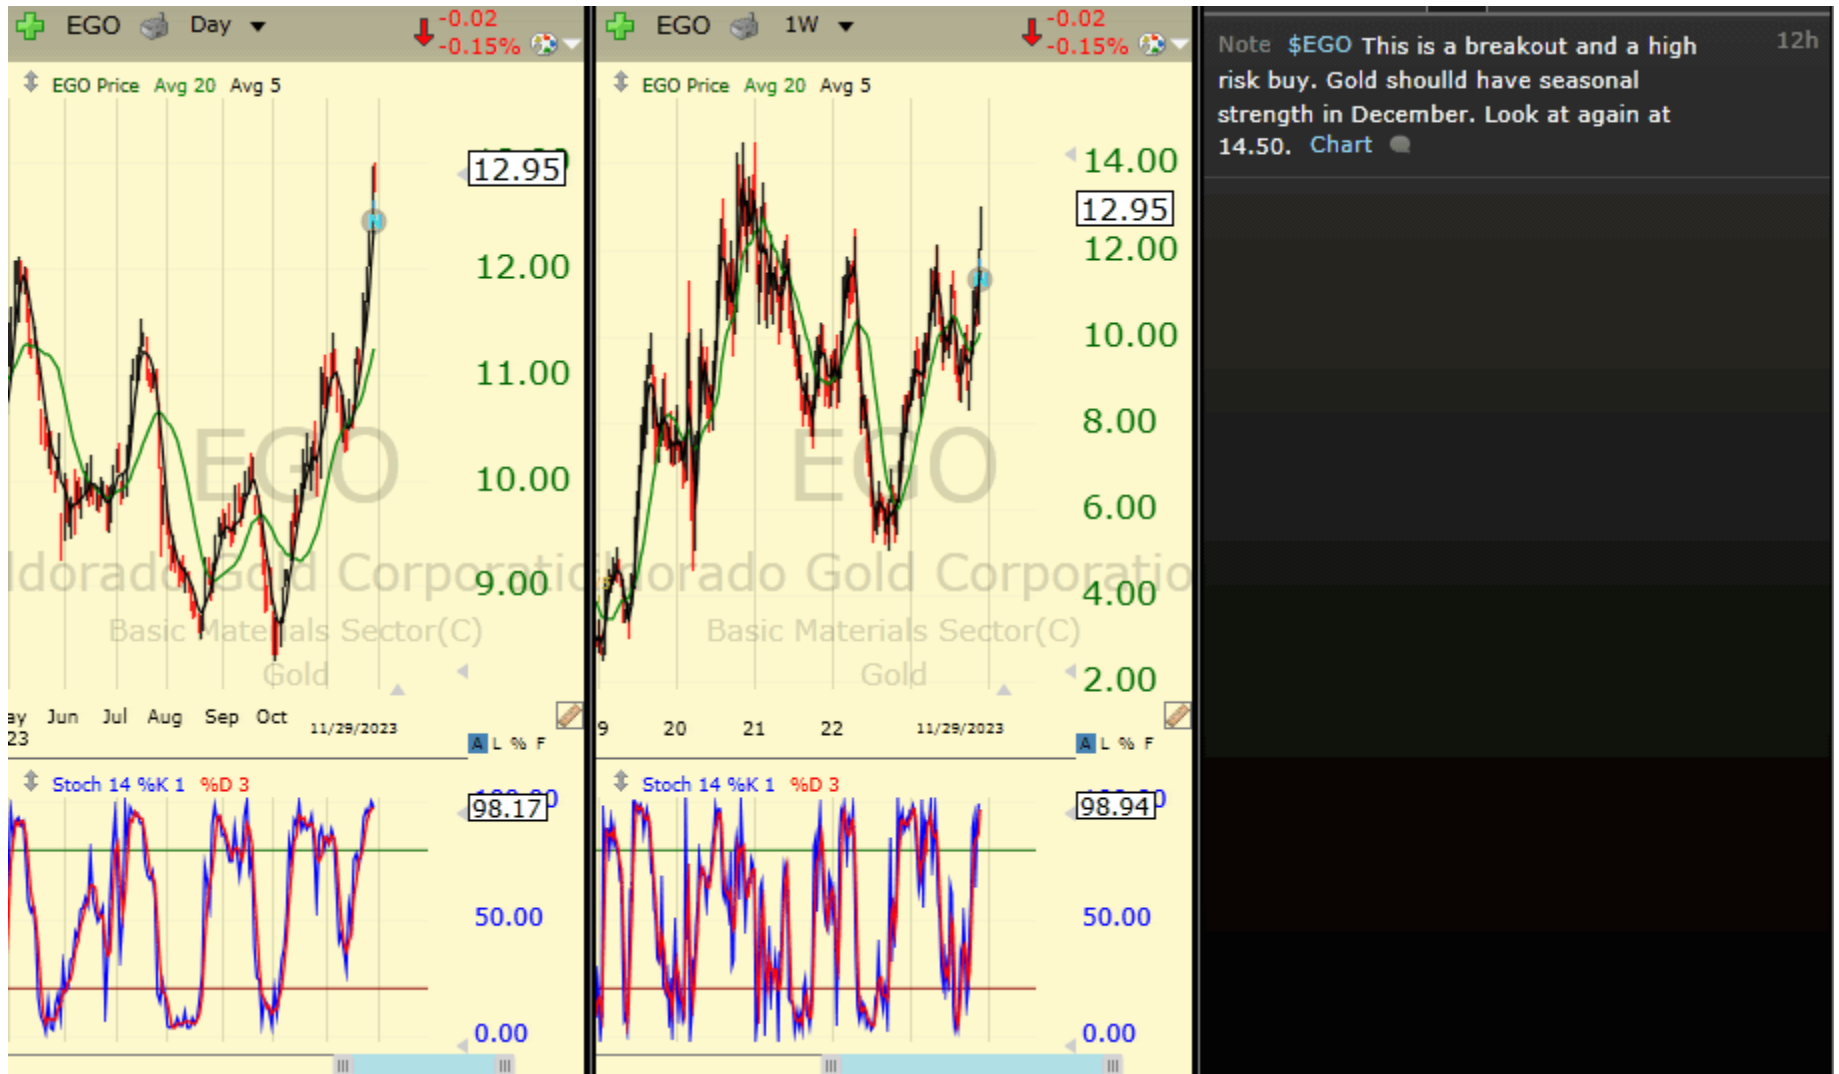 EGO Day
-0.02
-0.15%
EGO Price Avg 20 Avg 5
12.95
12.00
11.00
10.00
9.00
EGO
ldorado Gold Corporatio
Basic Materials Sector(C)
Gold
ay Jun Jul Aug Sep Oct 11/29/2023
23
A L % F
Stoch 14 %K 1 %D 3
98.17
50.00
0.00
EGO 1W
-0.02
-0.15%
EGO Price Avg 20 Avg 5
14.00
12.95
12.00
10.00
8.00
6.00
4.00
2.00
EGO
dorado Gold Corporatio
Basic Materials Sector(C)
Gold
9 20 21 22 11/29/2023
A L % F
Stoch 14 %K 1 %D 3
98.94
50.00
0.00
Note $EGO This is a breakout and a high 12h
risk buy. Gold shoulld have seasonal
strength in December. Look at again at
14.50. Chart